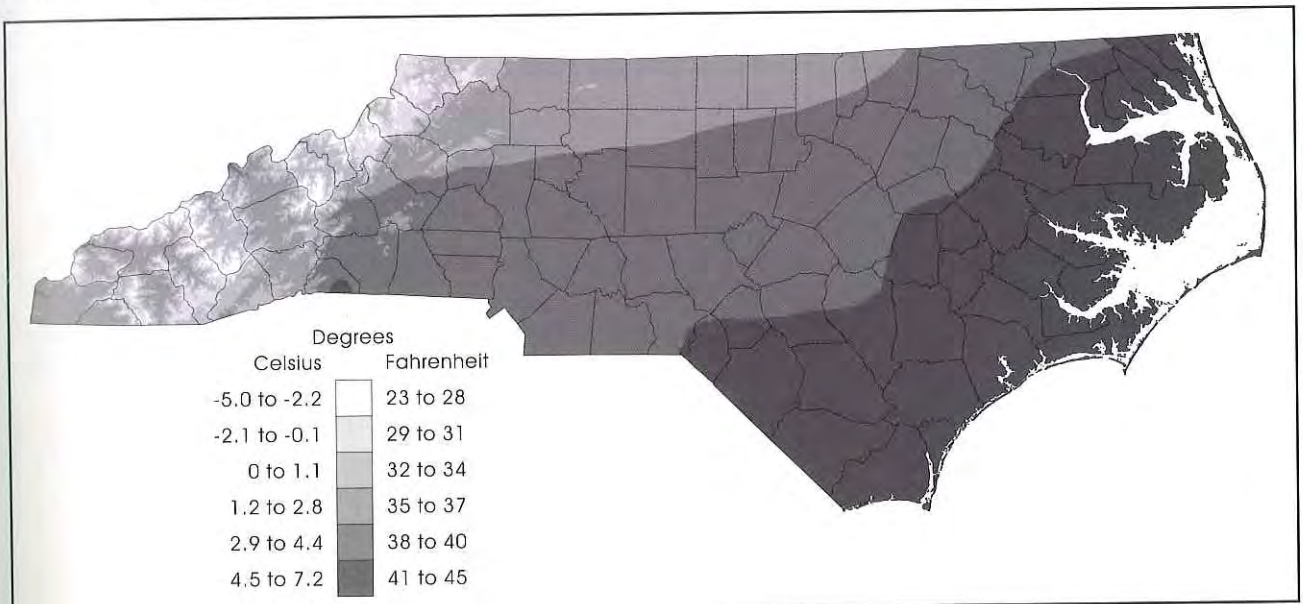 Degrees
Celsius Fahrenheit
-5.0 to -2.2 23 to 28
-2.1 to -0.1 29 to 31
0 to 1.1 32 to 34
1.2 to 2.8 35 to 37
2.9 to 4.4 38 to 40
4.5 to 7.2 41 to 45